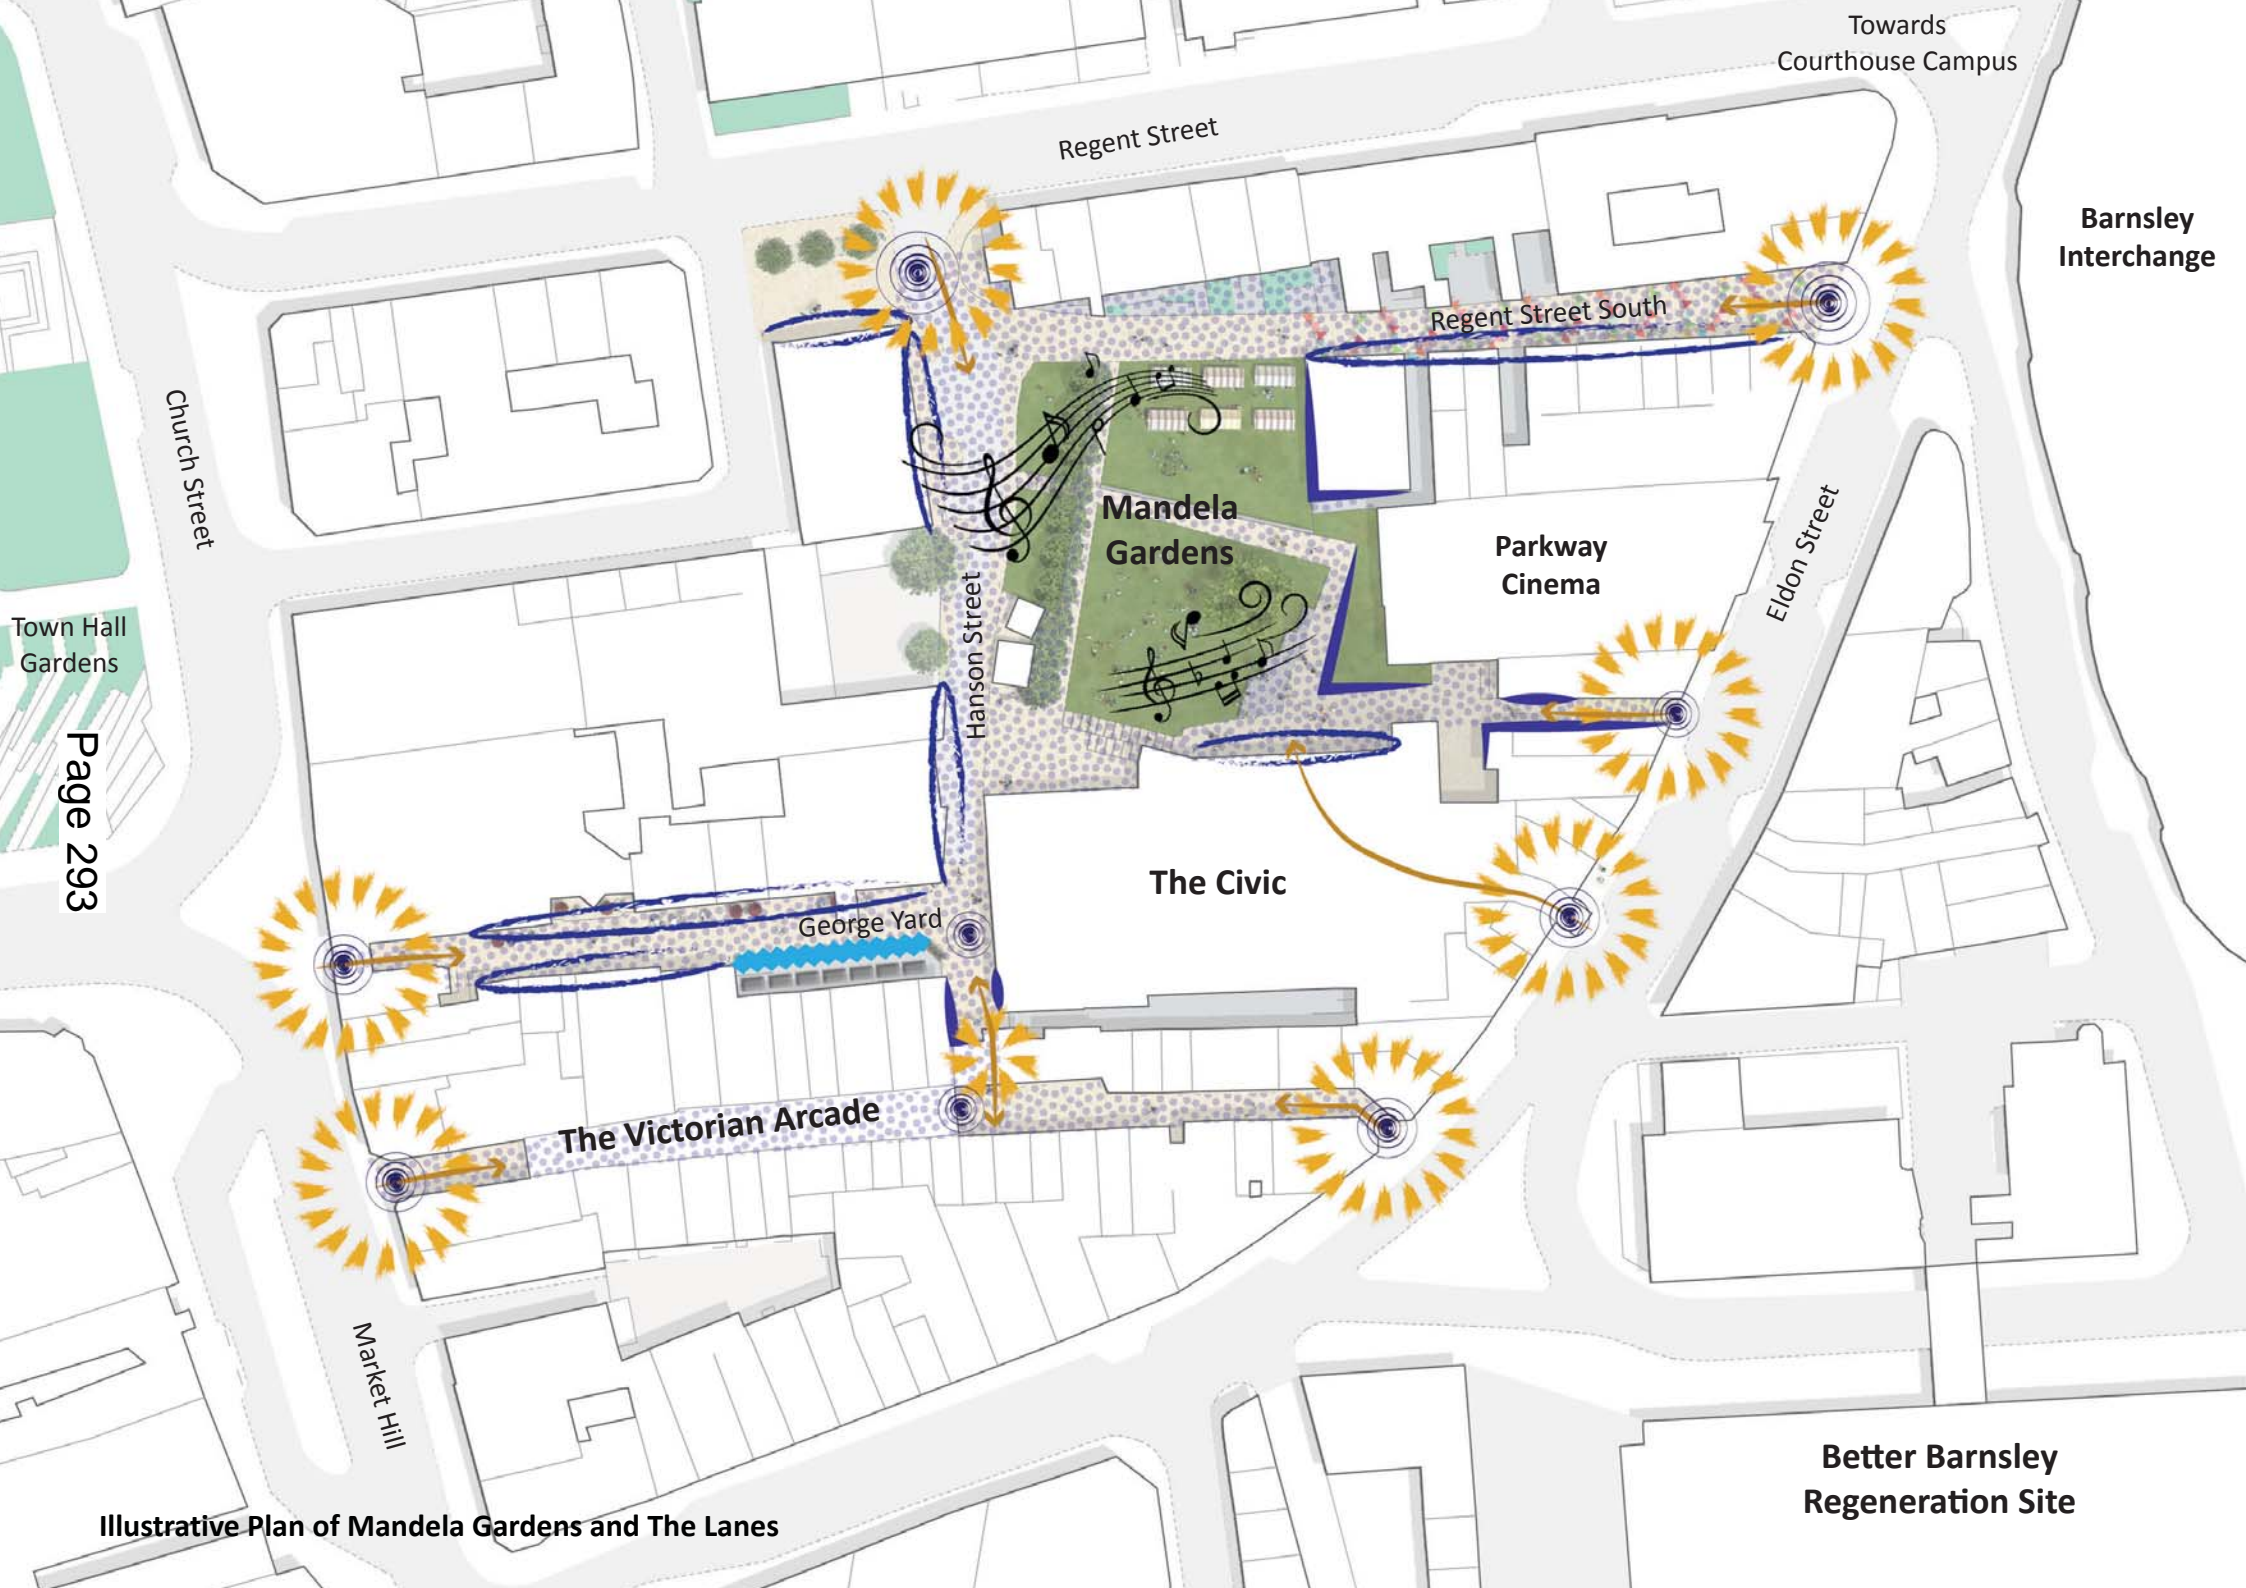 Towards
Courthouse Campus
Regent Street
Barnsley
Interchange
Regent Street South
Church Street
Mandela
Gardens
Parkway
Cinema
Eldon Street
Town Hall
Gardens
Hanson Street
Page 293
The Civic
George Yard
The Victorian Arcade
Market Hill
Better Barnsley
Regeneration Site
Illustrative Plan of Mandela Gardens and The Lanes